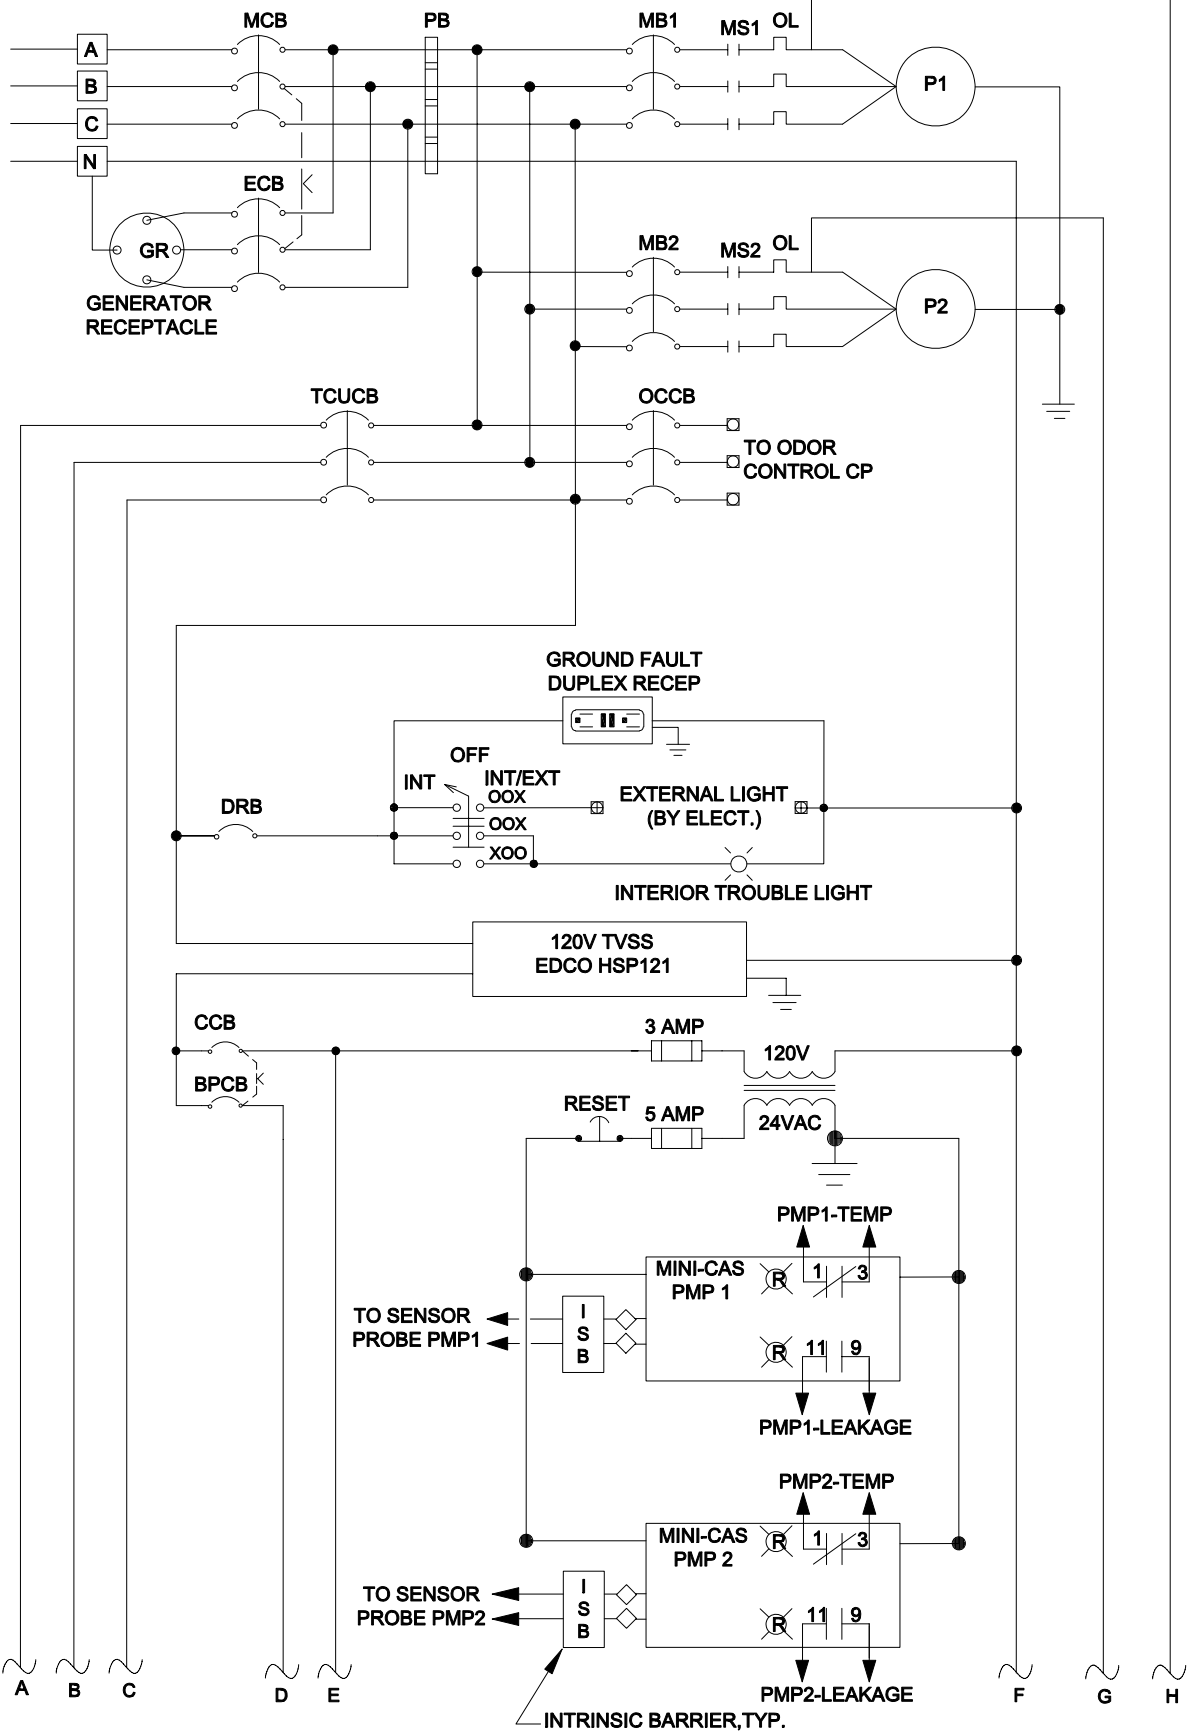 MCB
PB
MB1
MS1
OL
A
B
C
N
P1
ECB
GR
GENERATOR
RECEPTACLE
MB2
MS2
OL
P2
TCUCB
OCCB
TO ODOR
CONTROL CP
GROUND FAULT
DUPLEX RECEP
OFF
INT
INT/EXT
OOX
OOX
XOO
EXTERNAL LIGHT
(BY ELECT.)
DRB
INTERIOR TROUBLE LIGHT
120V TVSS
EDCO HSP121
CCB
BPCB
3 AMP
120V
RESET
5 AMP
24VAC
PMP1-TEMP
MINI-CAS
PMP 1
R
1
3
TO SENSOR
PROBE PMP1
I
S
B
R
11
9
PMP1-LEAKAGE
PMP2-TEMP
MINI-CAS
PMP 2
R
1
3
TO SENSOR
PROBE PMP2
I
S
B
R
11
9
PMP2-LEAKAGE
A
B
C
D
E
F
G
H
INTRINSIC BARRIER,TYP.